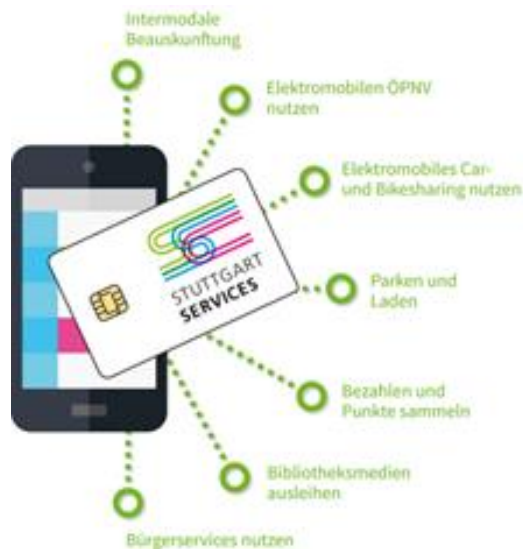 Intermodale
Beauskunftung
Elektromobilen ÖPNV
nutzen
Elektromobiles Car-
und Bikesharing nutzen
STUTTGART
SERVICES
Parken und
Laden
Bezahlen und
Punkte sammeln
Bibliotheksmedien
ausleihen
Bürgerservices nutzen